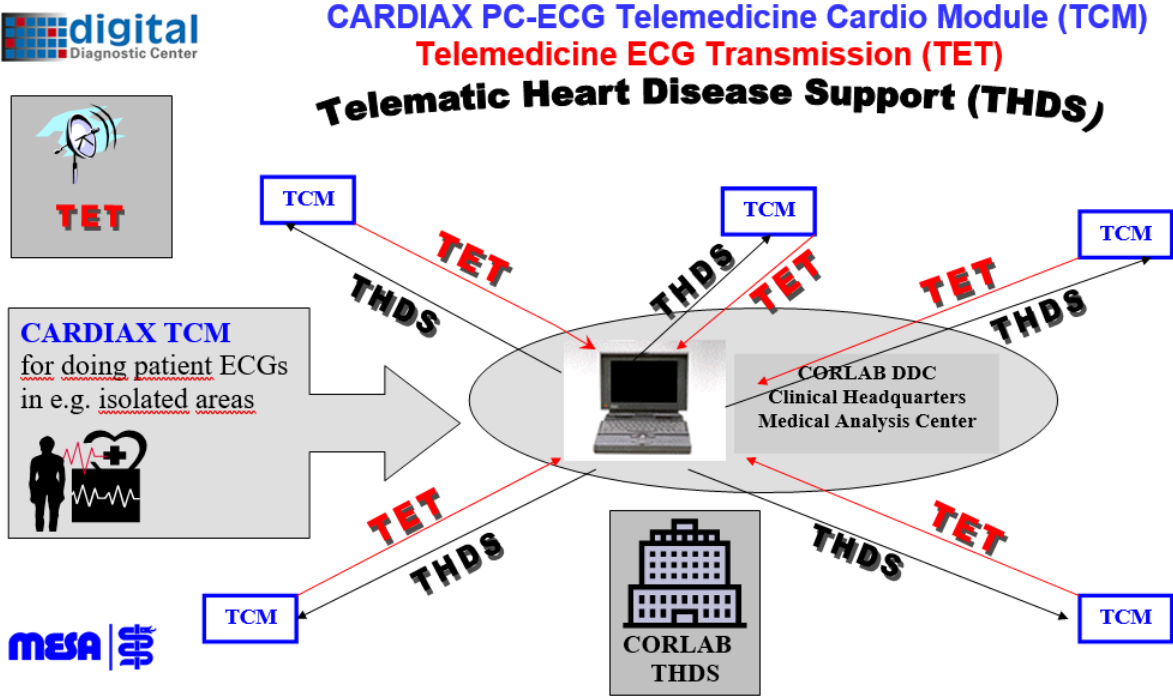 digital
Diagnostic Center
CARDIAX PC-ECG Telemedicine Cardio Module (TCM)
Telemedicine ECG Transmission (TET)
Telematic Heart Disease Support (THDS)
TET
TCM
TCM
TCM
TET
THDS
THDS
TET
TET
THDS
CARDIAX TCM
for doing patient ECGs
in e.g. isolated areas
CORLAB DDC
Clinical Headquarters
Medical Analysis Center
TET
THDS
TET
THDS
TCM
TCM
CORLAB
THDS
MESA